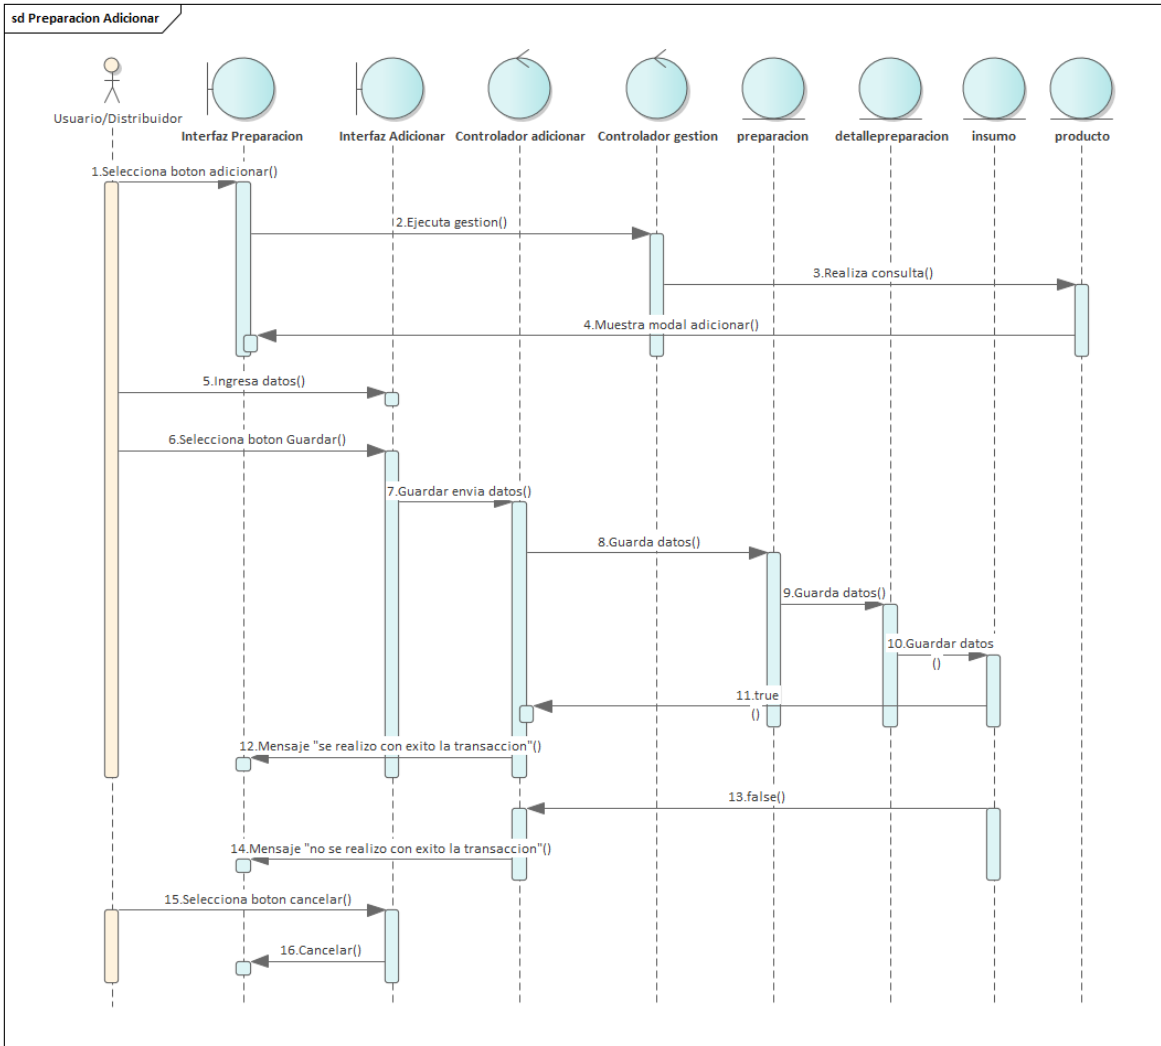 sd Preparacion Adicionar
Usuario/Distribuidor
Interfaz Preparacion
Interfaz Adicionar
Controlador adicionar
Controlador gestion
preparacion
detallepreparacion
insumo
producto
1.Selecciona boton adicionar()
2.Ejecuta gestion()
3.Realiza consulta()
4.Muestra modal adicionar()
5.Ingresa datos()
6.Selecciona boton Guardar()
7.Guardar envia datos()
8.Guarda datos()
9.Guarda datos()
10.Guardar datos
()
11.true
()
12.Mensaje "se realizo con exito la transaccion"()
13.false()
14.Mensaje "no se realizo con exito la transaccion"()
15.Selecciona boton cancelar()
16.Cancelar()